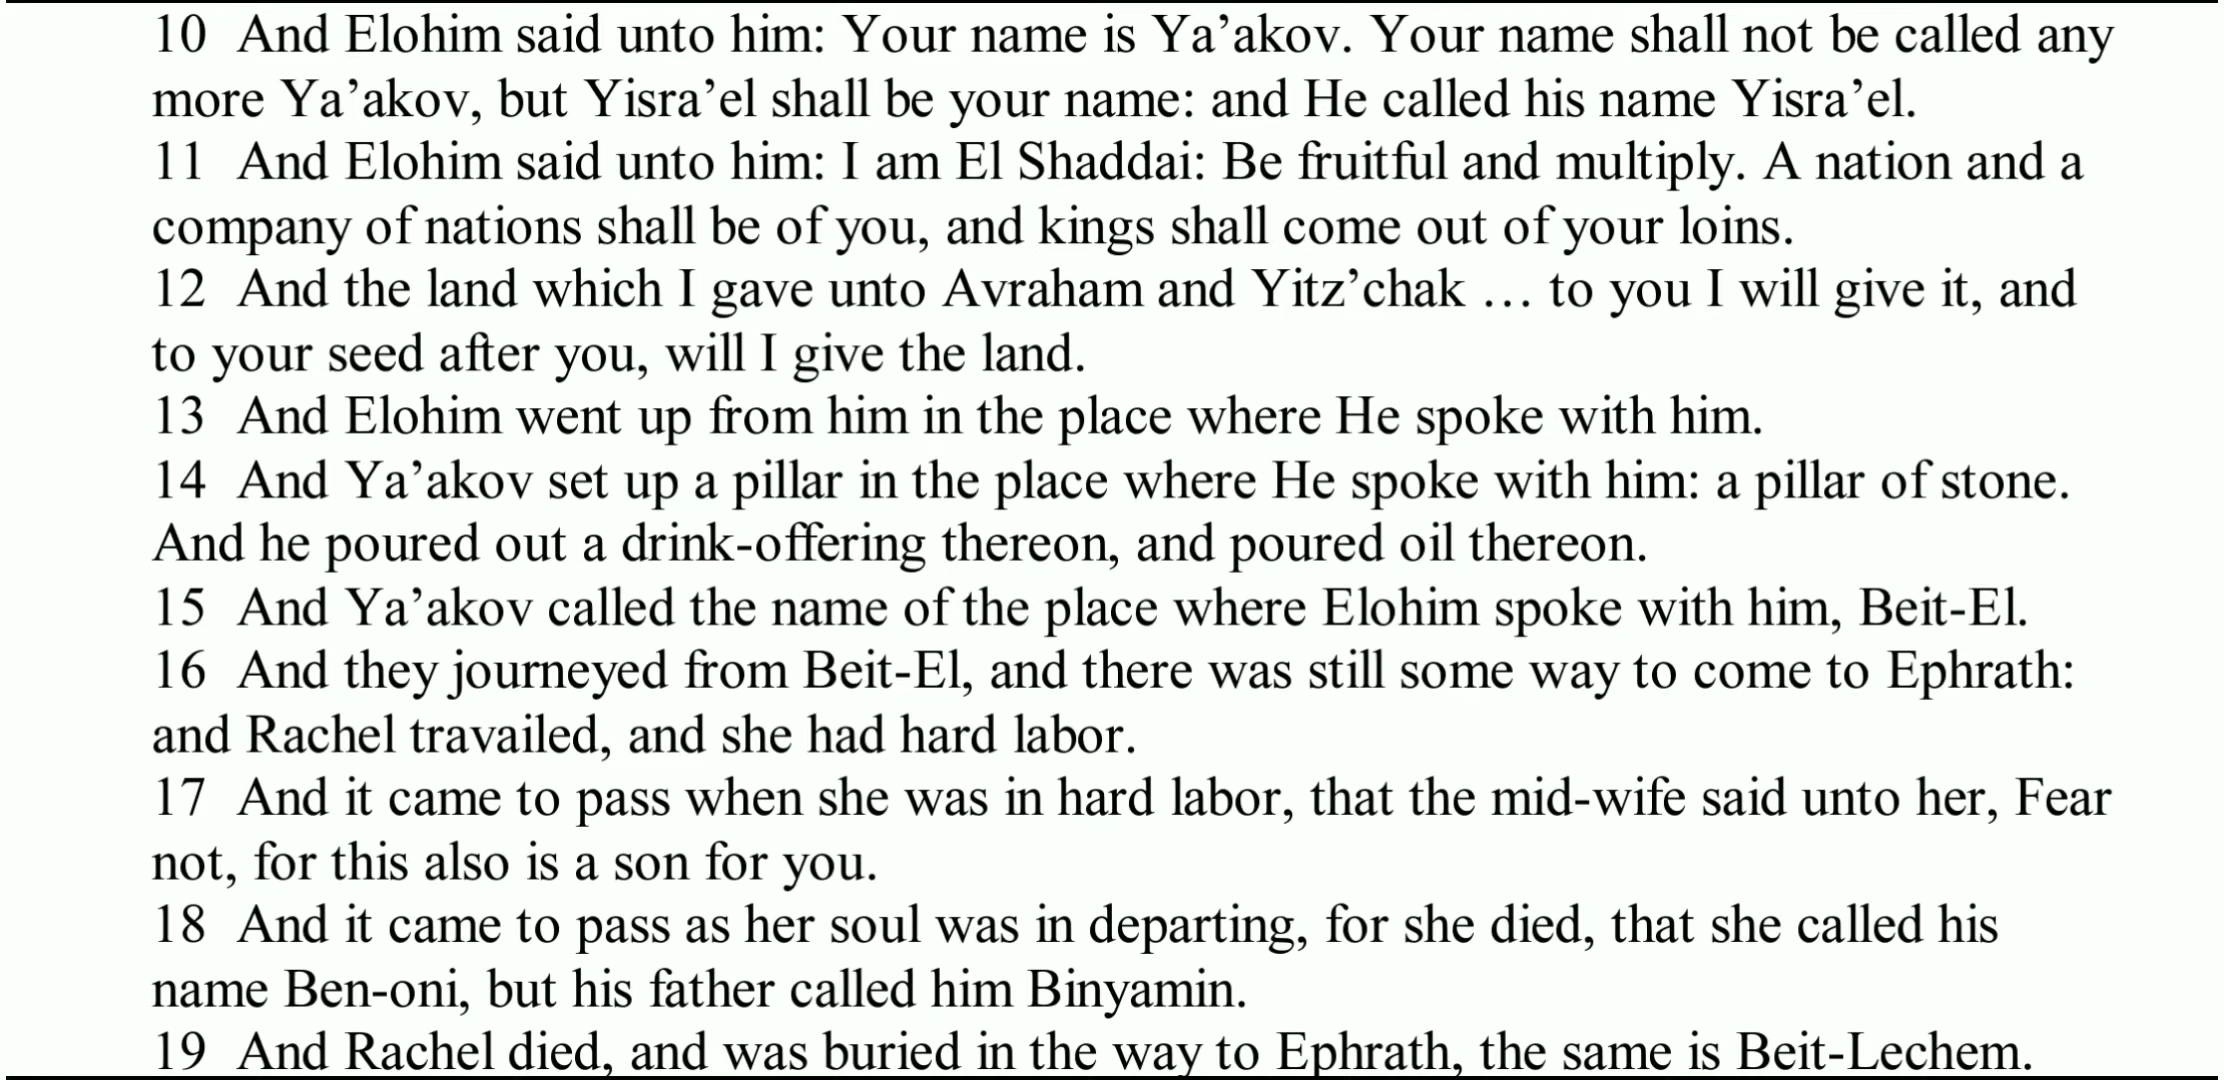 10 And Elohim said unto him: Your name is Ya’akov. Your name shall not be called any
more Ya’akov, but Yisra’el shall be your name: and He called his name Yisra’el.
11 And Elohim said unto him: I am El Shaddai: Be fruitful and multiply. A nation and a
company of nations shall be of you, and kings shall come out of your loins.
12 And the land which I gave unto Avraham and Yitz’chak … to you I will give it, and
to your seed after you, will I give the land.
13 And Elohim went up from him in the place where He spoke with him.
14 And Ya’akov set up a pillar in the place where He spoke with him: a pillar of stone.
And he poured out a drink-offering thereon, and poured oil thereon.
15 And Ya’akov called the name of the place where Elohim spoke with him, Beit-El.
16 And they journeyed from Beit-El, and there was still some way to come to Ephrath:
and Rachel travailed, and she had hard labor.
17 And it came to pass when she was in hard labor, that the mid-wife said unto her, Fear
not, for this also is a son for you.
18 And it came to pass as her soul was in departing, for she died, that she called his
name Ben-oni, but his father called him Binyamin.
19 And Rachel died, and was buried in the way to Ephrath, the same is Beit-Lechem.